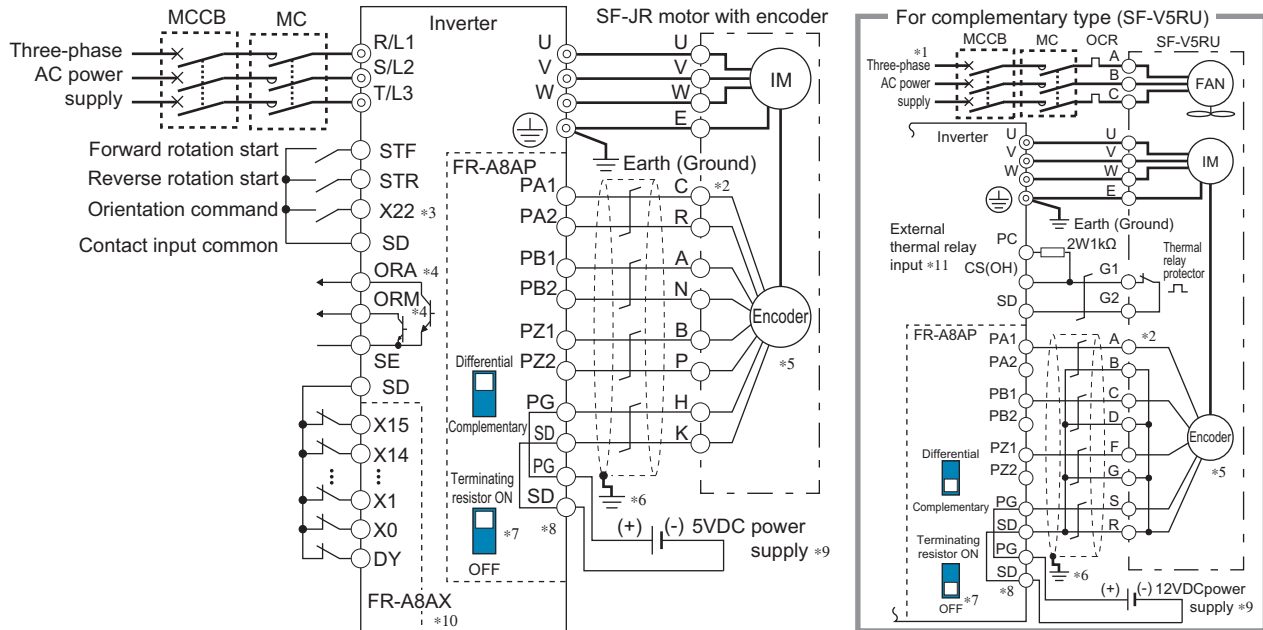 MCCB
MC
Inverter
SF-JR motor with encoder
Three-phase
AC power
supply
R/L1
S/L2
T/L3
U
V
W
U
V
W
E
IM
Forward rotation start
Reverse rotation start
Orientation command
Contact input common
STF
STR
X22 *3
SD
ORA *4
ORM
*4
SE
SD
X15
X14
X1
X0
DY
FR-A8AX
*10
FR-A8AP
Earth (Ground)
PA1
PA2
PB1
PB2
PZ1
PZ2
PG
SD
PG
SD
C
R
A
N
B
P
H
K
*2
Encoder
*5
Differential
Complementary
Terminating
resistor ON
*7
OFF
*8
*6
(+)
(-)
5VDC power
supply *9
For complementary type (SF-V5RU)
MCCB
MC
OCR
SF-V5RU
*1
Three-phase
AC power
supply
A
B
C
FAN
Inverter
U
V
W
U
V
W
E
IM
Earth (Ground)
External
thermal relay
input *11
PC
2W1kΩ
CS(OH)
SD
G1
G2
Thermal
relay
protector
FR-A8AP
PA1
PA2
PB1
PB2
PZ1
PZ2
PG
SD
PG
SD
A
B
C
D
F
G
S
R
*2
Encoder
*5
Differential
Complementary
Terminating
resistor ON
*7
OFF
*8
*6
(+)
(-)
12VDCpower
supply *9